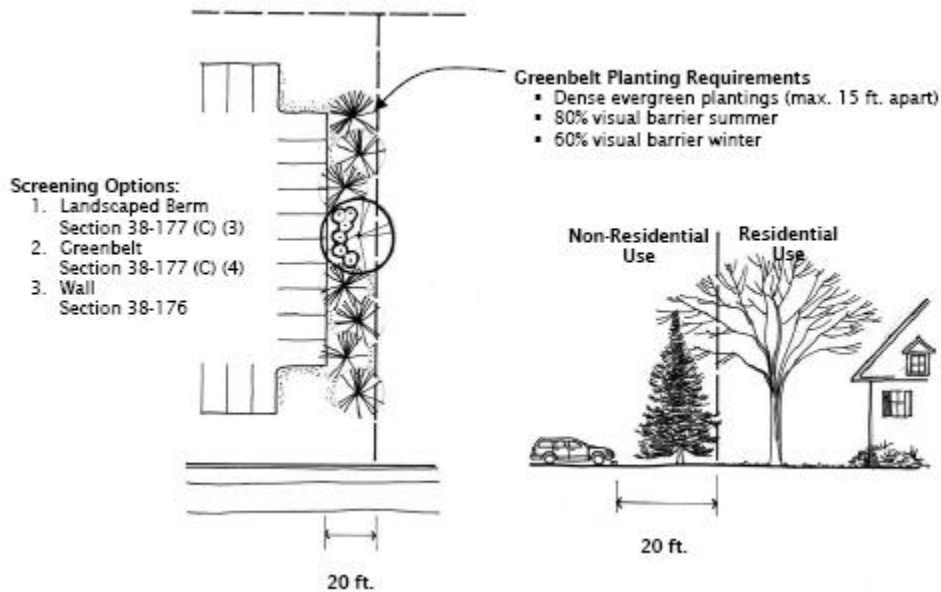 Greenbelt Planting Requirements
▪ Dense evergreen plantings (max. 15 ft. apart)
▪ 80% visual barrier summer
▪ 60% visual barrier winter
Screening Options:
1. Landscaped Berm
Section 38-177 (C) (3)
2. Greenbelt
Section 38-177 (C) (4)
3. Wall
Section 38-176
Non-Residential
Use
Residential
Use
20 ft.
20 ft.